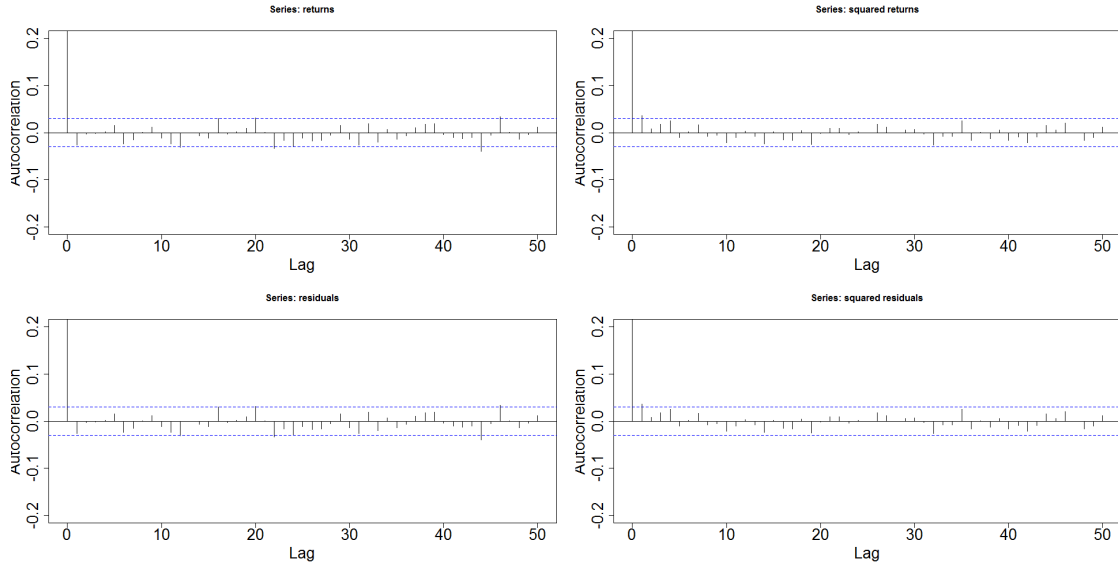 Series: returns
Autocorrelation
0.2
0.1
0.0
-0.1
-0.2
0 10 20 30 40 50
Lag
Series: squared returns
Autocorrelation
0.2
0.1
0.0
-0.1
-0.2
0 10 20 30 40 50
Lag
Series: residuals
Autocorrelation
0.2
0.1
0.0
-0.1
-0.2
0 10 20 30 40 50
Lag
Series: squared residuals
Autocorrelation
0.2
0.1
0.0
-0.1
-0.2
0 10 20 30 40 50
Lag